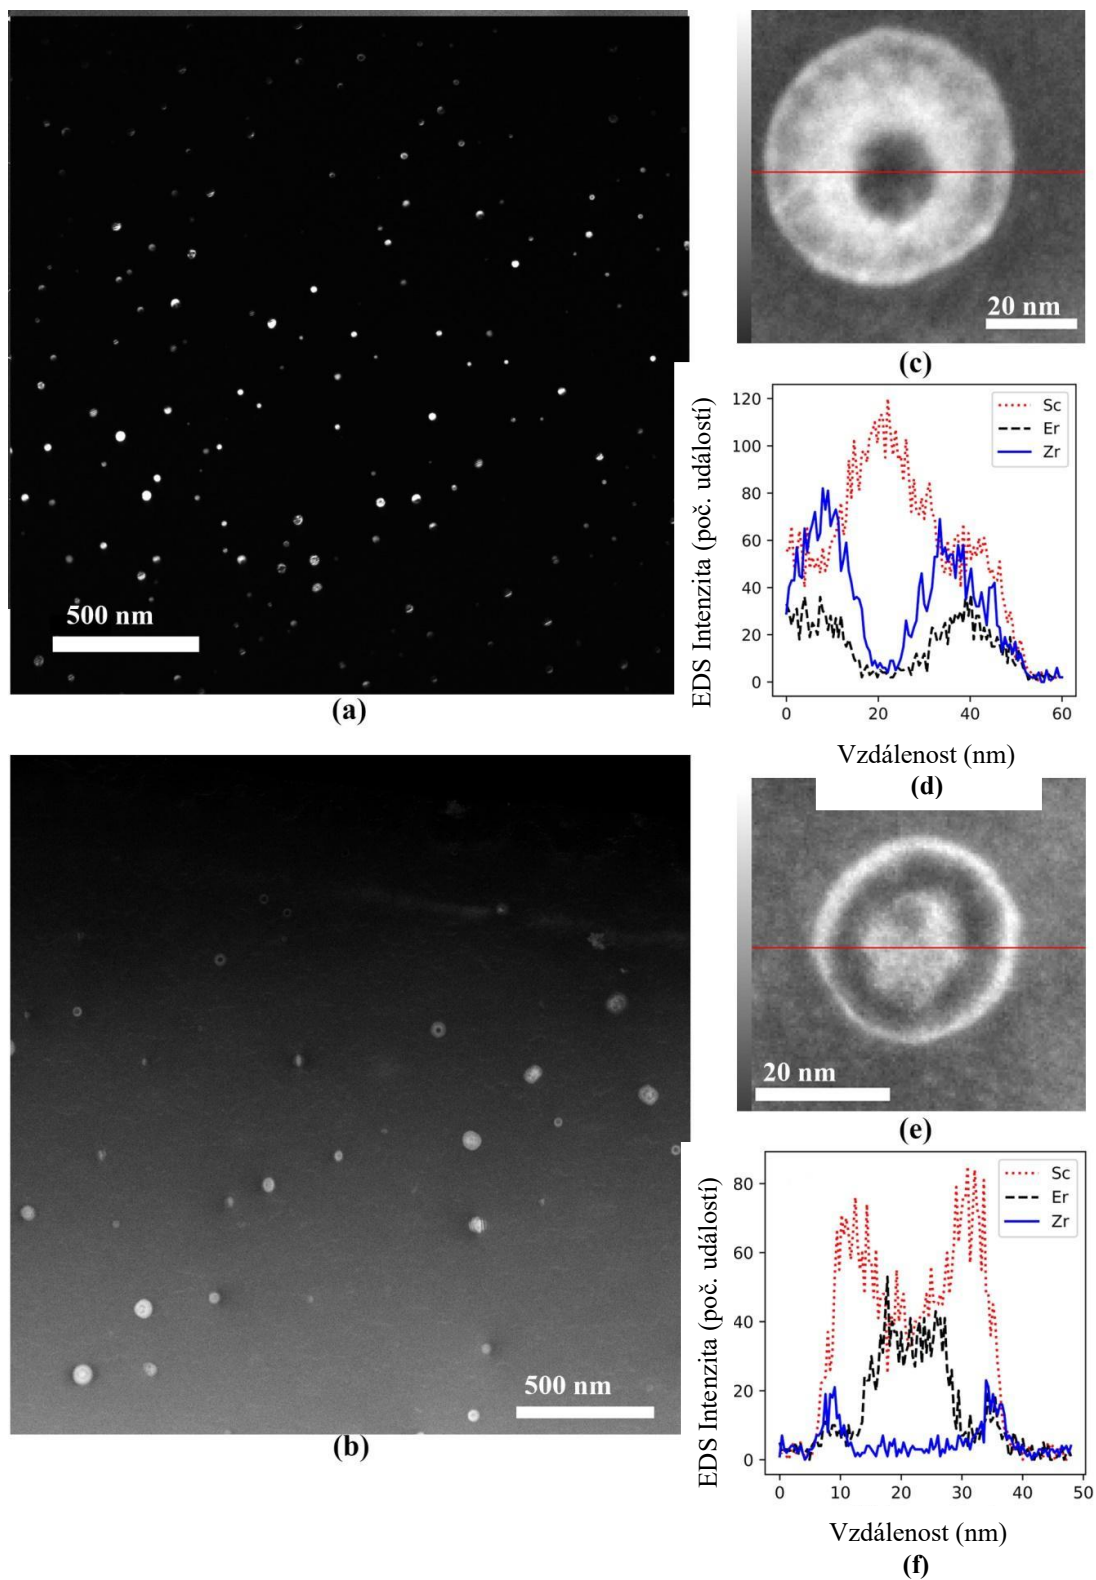 500 nm
(a)
20 nm
(c)
EDS Intenzita (poč. událostí)
120
100
80
60
40
20
0
Sc
Er
Zr
0 20 40 60
Vzdálenost (nm)
(d)
500 nm
(b)
20 nm
(e)
EDS Intenzita (poč. událostí)
80
60
40
20
0
Sc
Er
Zr
0 10 20 30 40 50
Vzdálenost (nm)
(f)